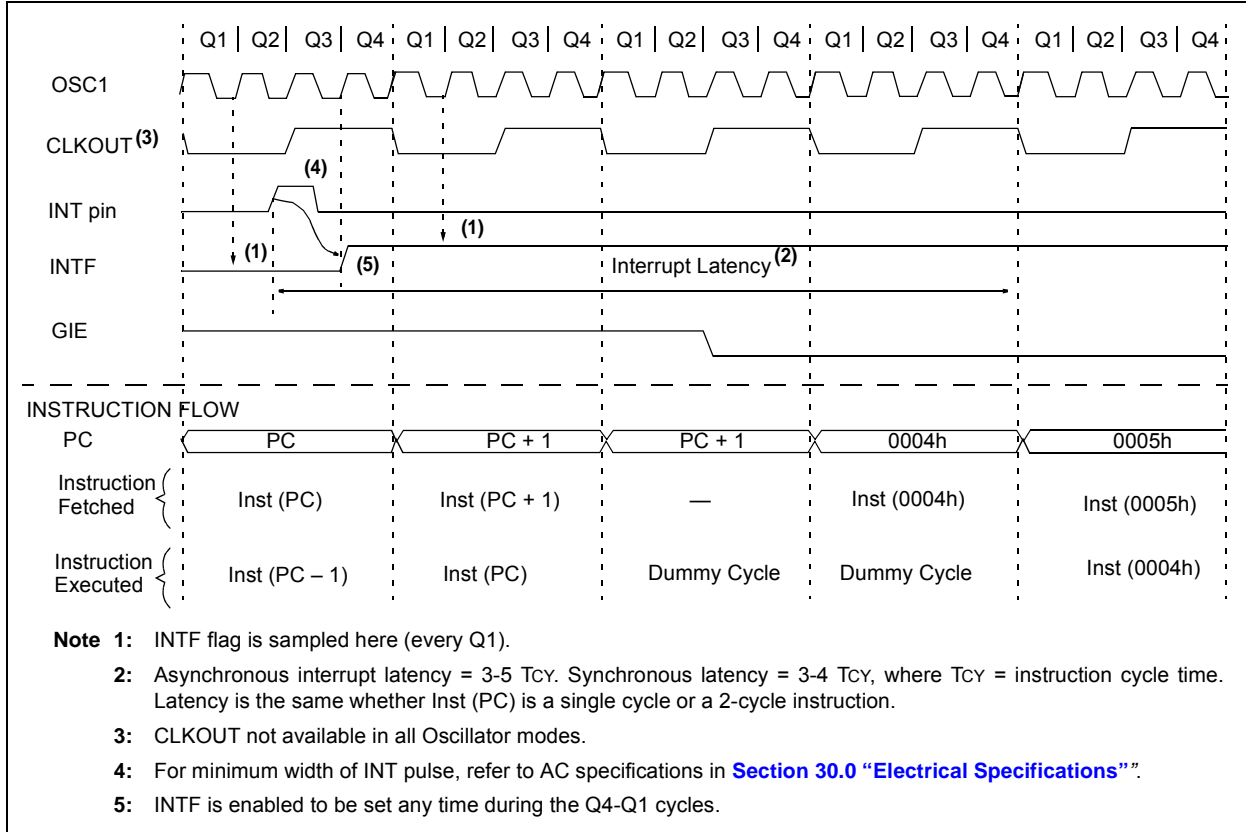 Q1 | Q2 | Q3 | Q4 Q1 | Q2 | Q3 | Q4 Q1 | Q2 | Q3 | Q4 Q1 | Q2 | Q3 | Q4 Q1 | Q2 | Q3 | Q4
OSC1
CLKOUT (3)
(4)
INT pin
(1)
(1)
INTF
(5)
Interrupt Latency (2)
GIE
INSTRUCTION FLOW
PC PC PC + 1 PC + 1 0004h 0005h
Instruction
Fetched
Inst (PC) Inst (PC + 1) — Inst (0004h) Inst (0005h)
Instruction
Executed
Inst (PC – 1) Inst (PC) Dummy Cycle Dummy Cycle Inst (0004h)
Note 1: INTF flag is sampled here (every Q1).
2: Asynchronous interrupt latency = 3-5 TCY. Synchronous latency = 3-4 TCY, where TCY = instruction cycle time.
Latency is the same whether Inst (PC) is a single cycle or a 2-cycle instruction.
3: CLKOUT not available in all Oscillator modes.
4: For minimum width of INT pulse, refer to AC specifications in Section 30.0 “Electrical Specifications””.
5: INTF is enabled to be set any time during the Q4-Q1 cycles.